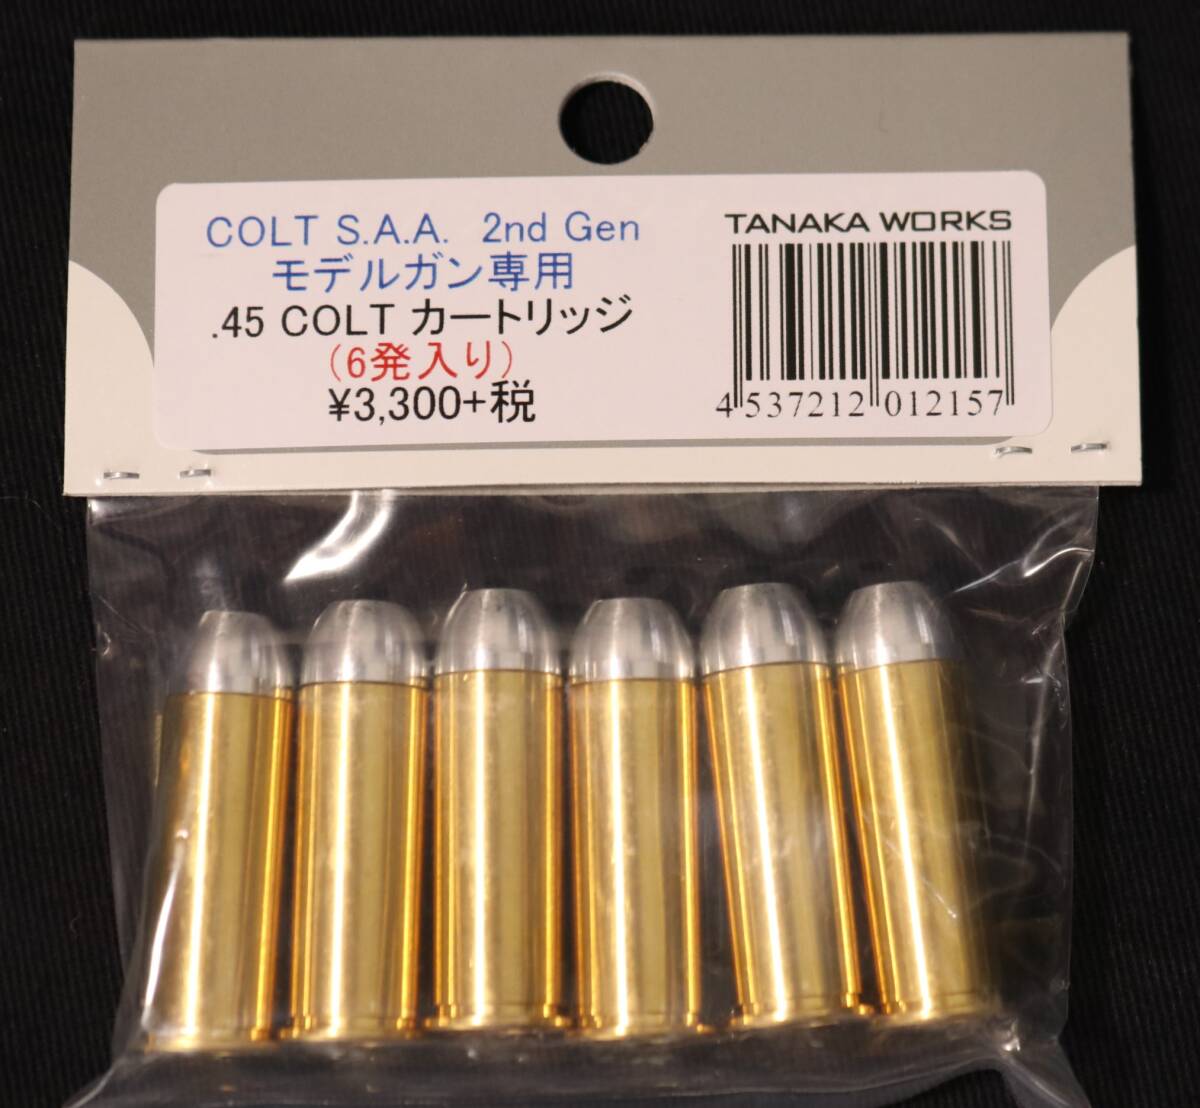 COLT S.A.A. 2nd Gen
モデルガン専用
.45 COLT カートリッジ
(6発入り)
¥3,300+税
TANAKA WORKS
4 537212 012157